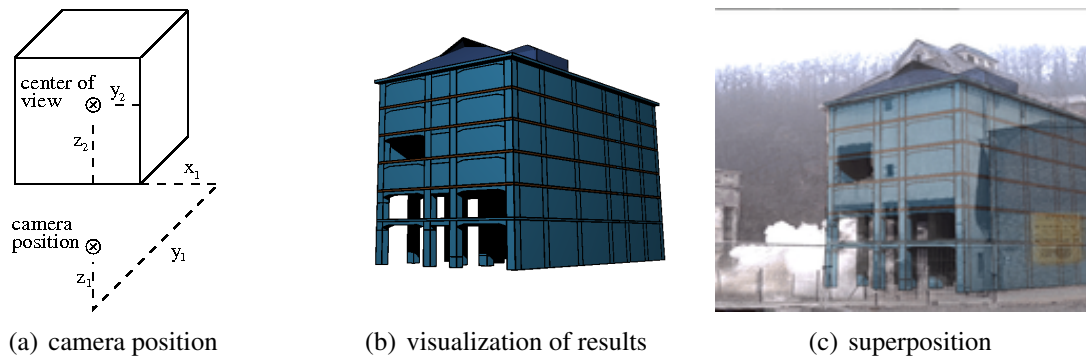 center of
view
y2
z2
x1
camera
position
y1
z1
(a) camera position
(b) visualization of results
(c) superposition